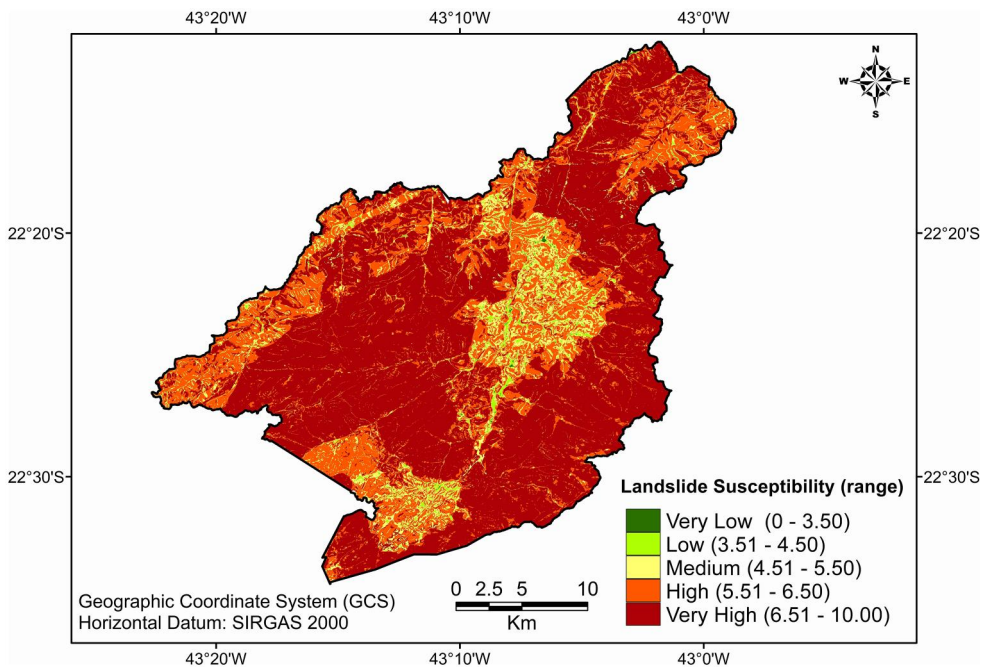 43°20'W 43°10'W 43°0'W
N
W E
S
22°20'S 22°20'S
22°30'S 22°30'S
Landslide Susceptibility (range)
Very Low (0 - 3.50)
Low (3.51 - 4.50)
Medium (4.51 - 5.50)
High (5.51 - 6.50)
Very High (6.51 - 10.00)
0 2.5 5 10
Km
Geographic Coordinate System (GCS)
Horizontal Datum: SIRGAS 2000
43°20'W 43°10'W 43°0'W